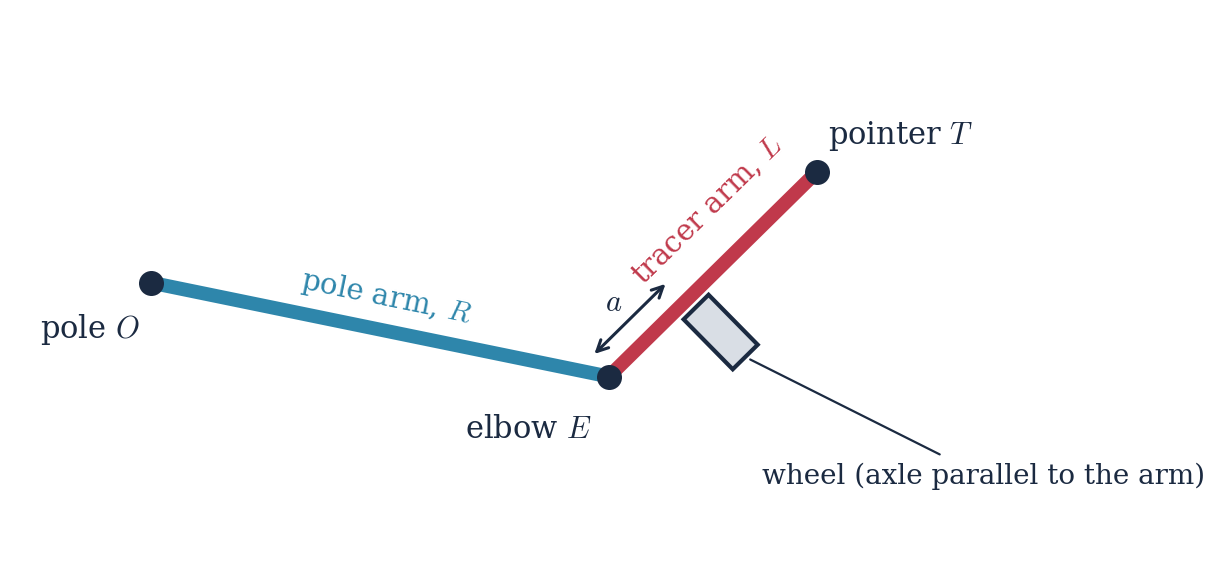 pointer T
tracer arm, L
pole arm, R
a
pole O
elbow E
wheel (axle parallel to the arm)